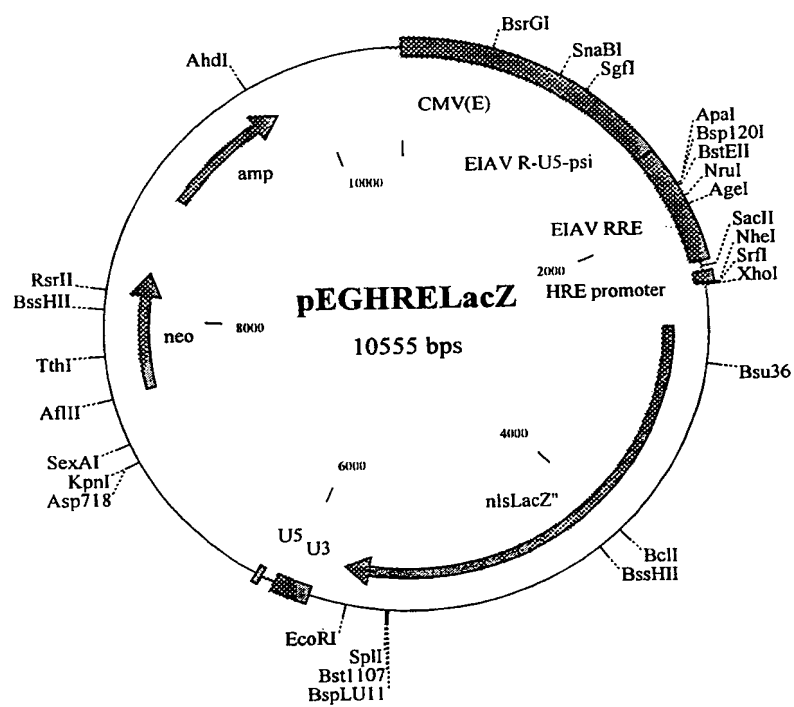 BsrGI
SnaBI
SgfI
AhdI
CMV(E)
ApaI
Bsp120I
BstEII
NruI
AgeI
amp
10000
EIAV R-U5-psi
SacII
NheI
SrfI
XhoI
EIAV RRE
2000
HRE promoter
RsrII
BssHII
pEGHRELacZ
10555 bps
neo
8000
TthI
Bsu36
AflII
4000
SexAI
KpnI
Asp718
6000
nlsLacZ"
U5
U3
BclI
BssHII
EcoRI
SplI
Bst1107
BspLU11